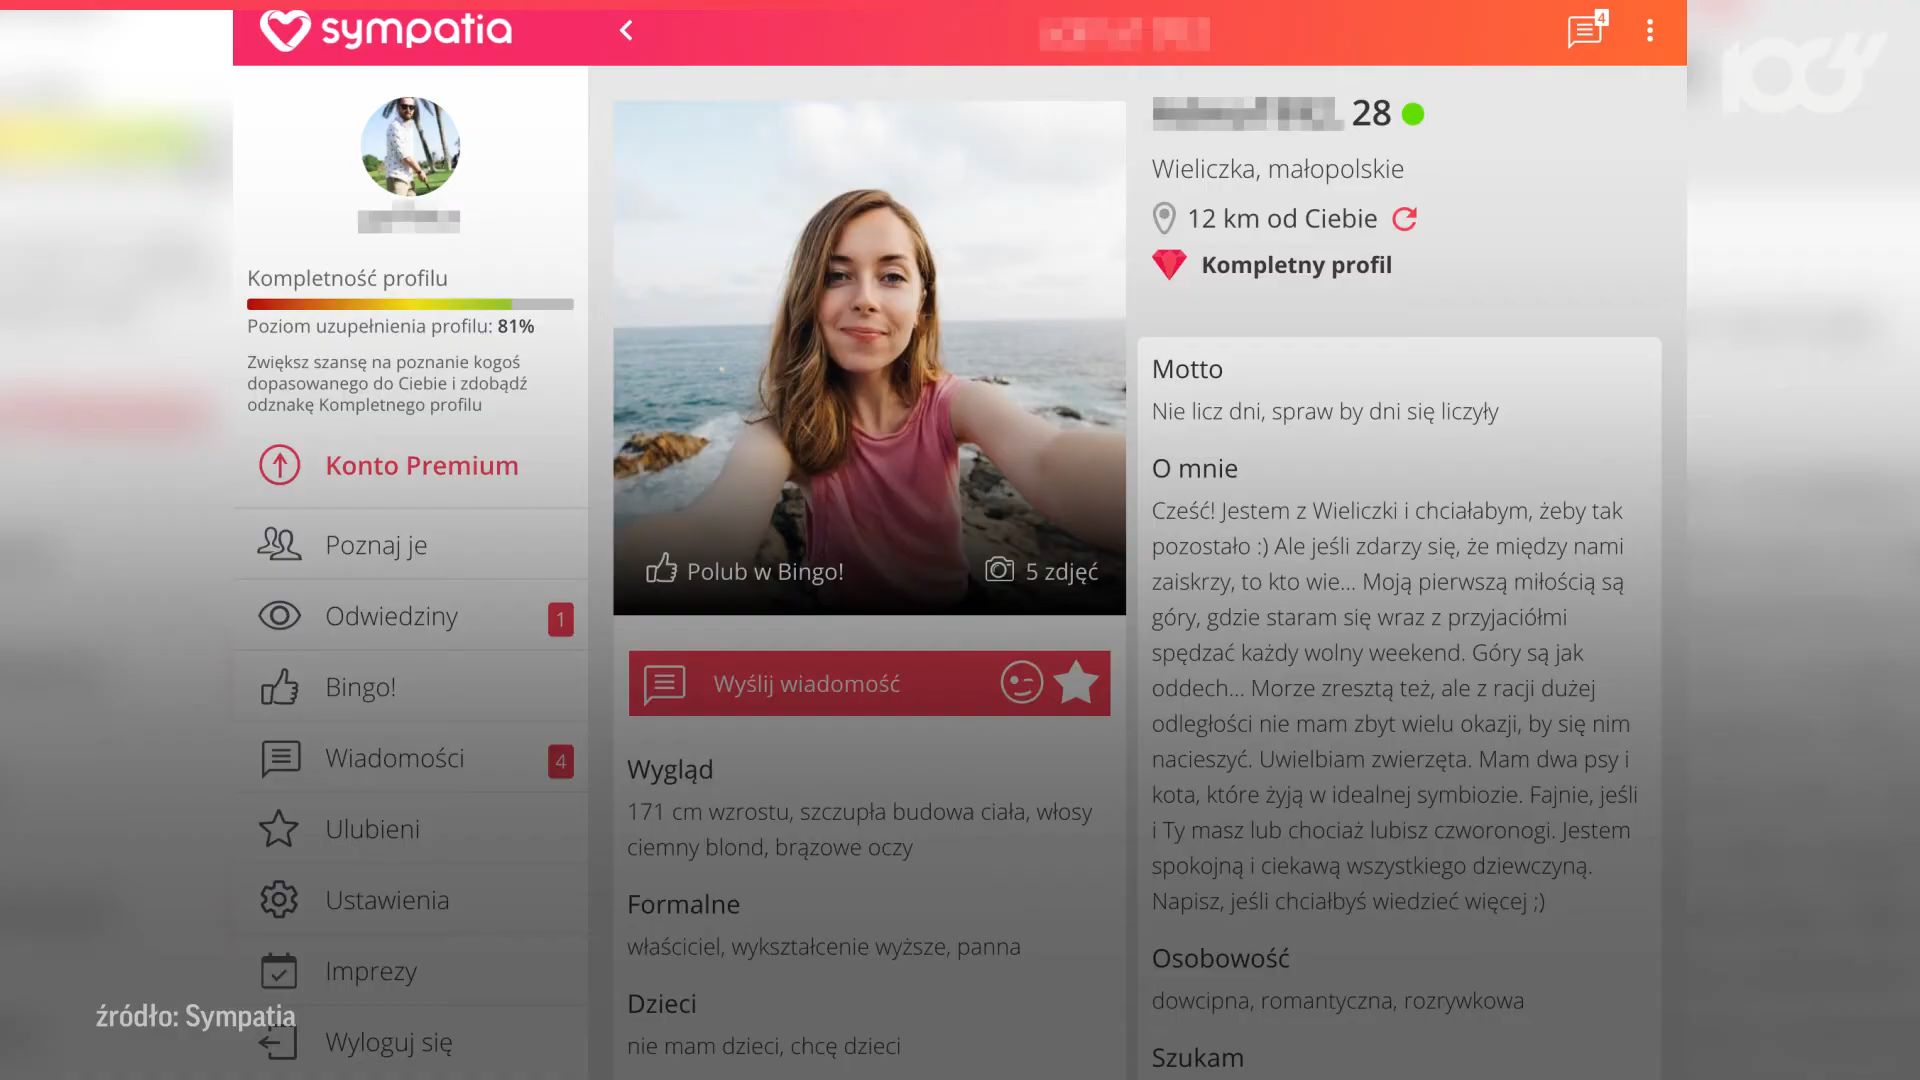 sympatia
4
Kompletność profilu
Poziom uzupełnienia profilu: 81%
Zwiększ szansę na poznanie kogoś
dopasowanego do Ciebie i zdobądź
odznakę Kompletnego profilu
Konto Premium
Poznaj je
Odwiedziny 1
Bingo!
Wiadomości 4
Ulubieni
Ustawienia
Imprezy
źródło: Sympatia
Wyloguj się
Polub w Bingo!
5 zdjęć
Wyślij wiadomość
Wygląd
171 cm wzrostu, szczupła budowa ciała, włosy
ciemny blond, brązowe oczy
Formalne
właściciel, wykształcenie wyższe, panna
Dzieci
nie mam dzieci, chcę dzieci
28
Wieliczka, małopolskie
12 km od Ciebie
Kompletny profil
Motto
Nie licz dni, spraw by dni się liczyły
O mnie
Cześć! Jestem z Wieliczki i chciałabym, żeby tak
pozostało :) Ale jeśli zdarzy się, że między nami
zaiskrzy, to kto wie... Moją pierwszą miłością są
góry, gdzie staram się wraz z przyjaciółmi
spędzać każdy wolny weekend. Góry są jak
oddech... Morze zresztą też, ale z racji dużej
odległości nie mam zbyt wielu okazji, by się nim
nacieszyć. Uwielbiam zwierzęta. Mam dwa psy i
kota, które żyją w idealnej symbiozie. Fajnie, jeśli
i Ty masz lub chociaż lubisz czworonogi. Jestem
spokojną i ciekawą wszystkiego dziewczyną.
Napisz, jeśli chciałbyś wiedzieć więcej ;)
Osobowość
dowcipna, romantyczna, rozrywkowa
Szukam